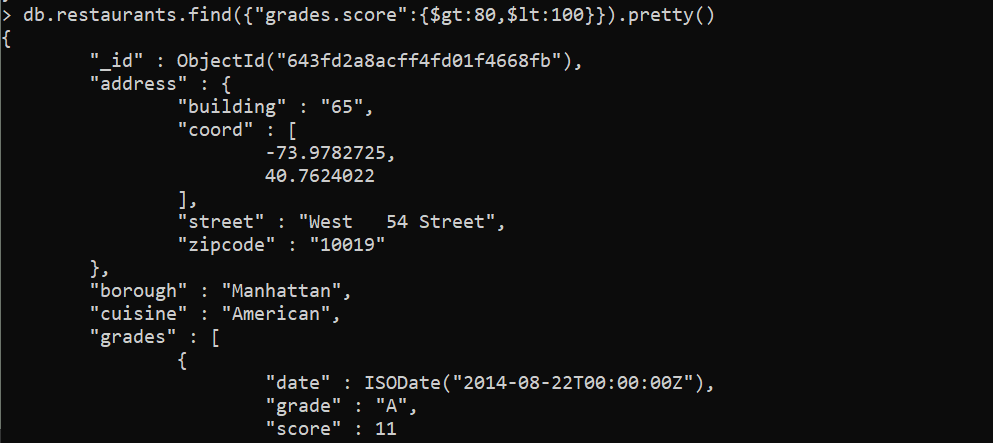 > db.restaurants.find({"grades.score":{$gt:80,$lt:100}}).pretty()
{
        "_id" : ObjectId("643fd2a8acff4fd01f4668fb"),
        "address" : {
                "building" : "65",
                "coord" : [
                        -73.9782725,
                        40.7624022
                ],
                "street" : "West   54 Street",
                "zipcode" : "10019"
        },
        "borough" : "Manhattan",
        "cuisine" : "American",
        "grades" : [
                {
                        "date" : ISODate("2014-08-22T00:00:00Z"),
                        "grade" : "A",
                        "score" : 11